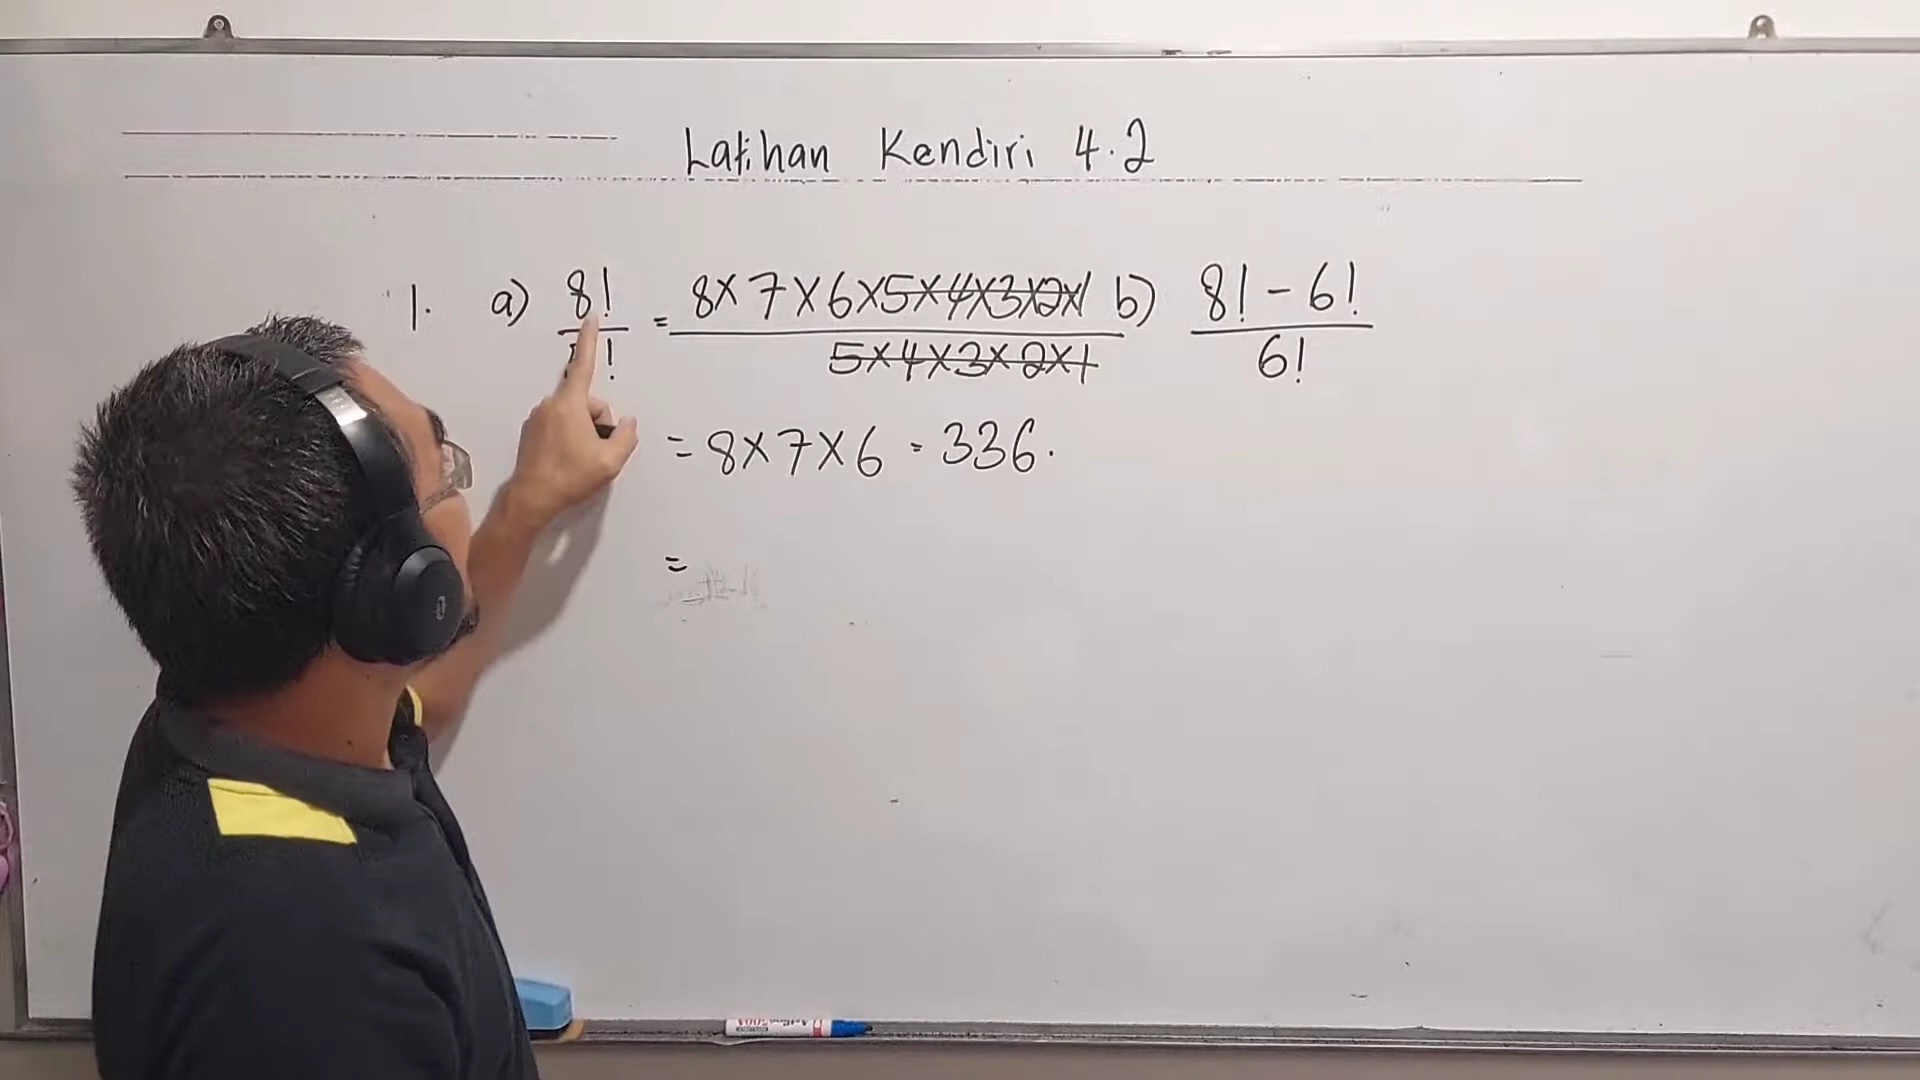 Latihan Kendiri 4.2
1. a) 8! / ! = 8×7×6×5×4×3×2×1 / 5×4×3×2×1 b) 8! - 6! / 6!
= 8×7×6 = 336.
=